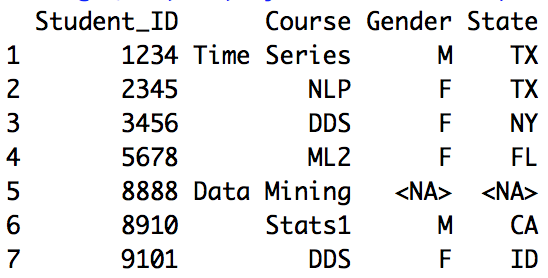 Student_ID Course Gender State
1 1234 Time Series M TX
2 2345 NLP F TX
3 3456 DDS F NY
4 5678 ML2 F FL
5 8888 Data Mining <NA> <NA>
6 8910 Stats1 M CA
7 9101 DDS F ID